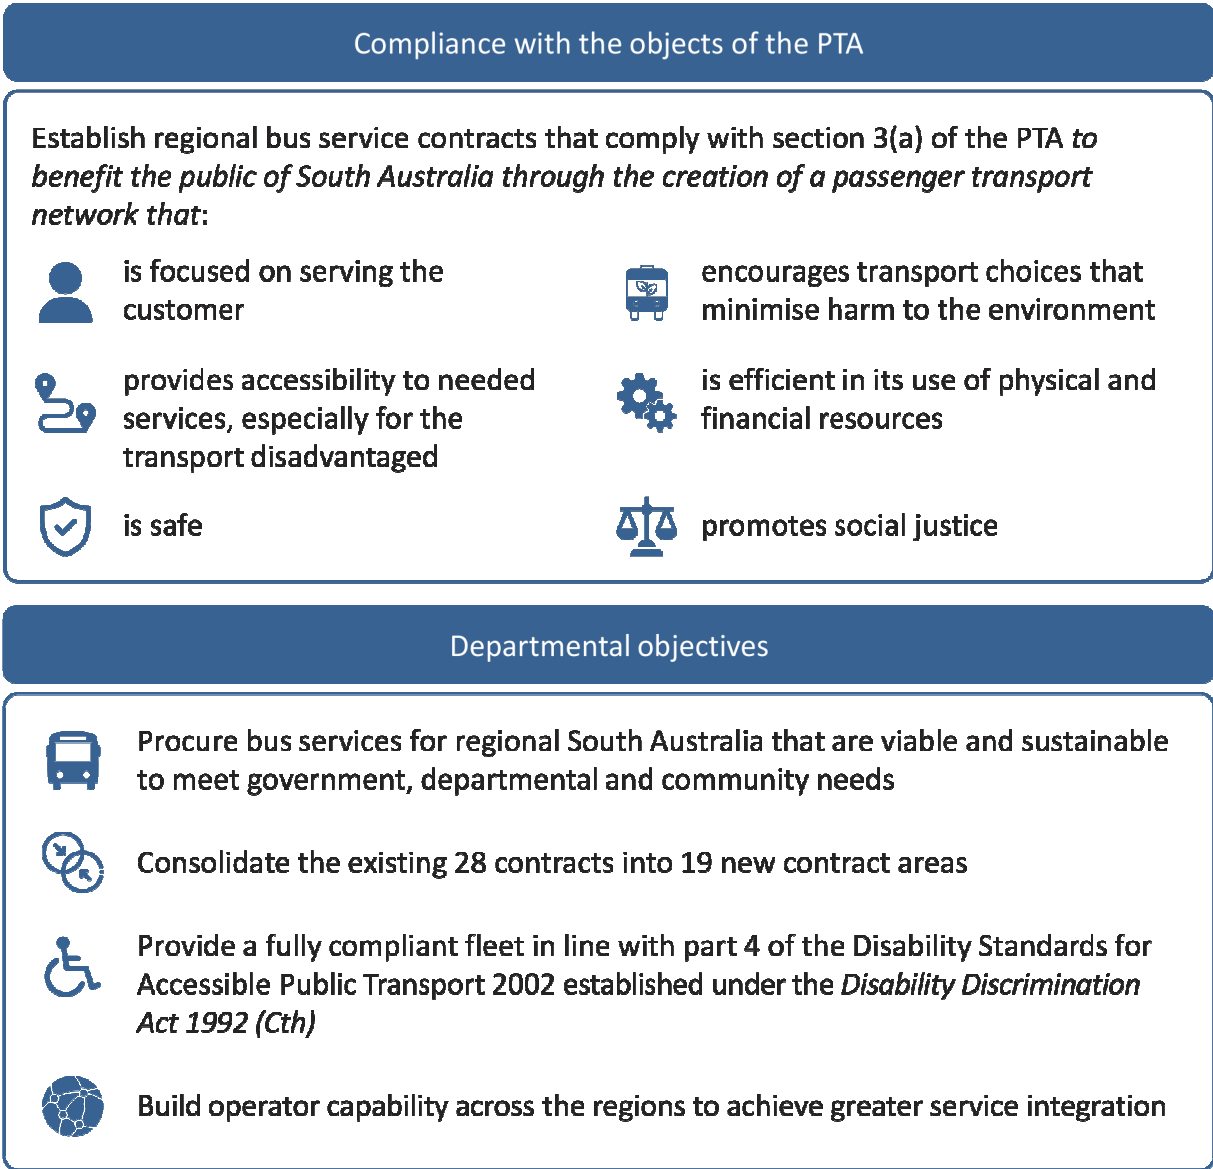 Compliance with the objects of the PTA
Establish regional bus service contracts that comply with section 3(a) of the PTA to
benefit the public of South Australia through the creation of a passenger transport
network that:
is focused on serving the
customer
encourages transport choices that
minimise harm to the environment
provides accessibility to needed
services, especially for the
transport disadvantaged
is efficient in its use of physical and
financial resources
is safe
promotes social justice
Departmental objectives
Procure bus services for regional South Australia that are viable and sustainable
to meet government, departmental and community needs
Consolidate the existing 28 contracts into 19 new contract areas
Provide a fully compliant fleet in line with part 4 of the Disability Standards for
Accessible Public Transport 2002 established under the Disability Discrimination
Act 1992 (Cth)
Build operator capability across the regions to achieve greater service integration